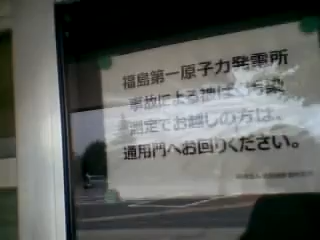 福島第一原子力発電所
事故による被ばく汚染
測定でお越しの方は、
通用門へお回りください。